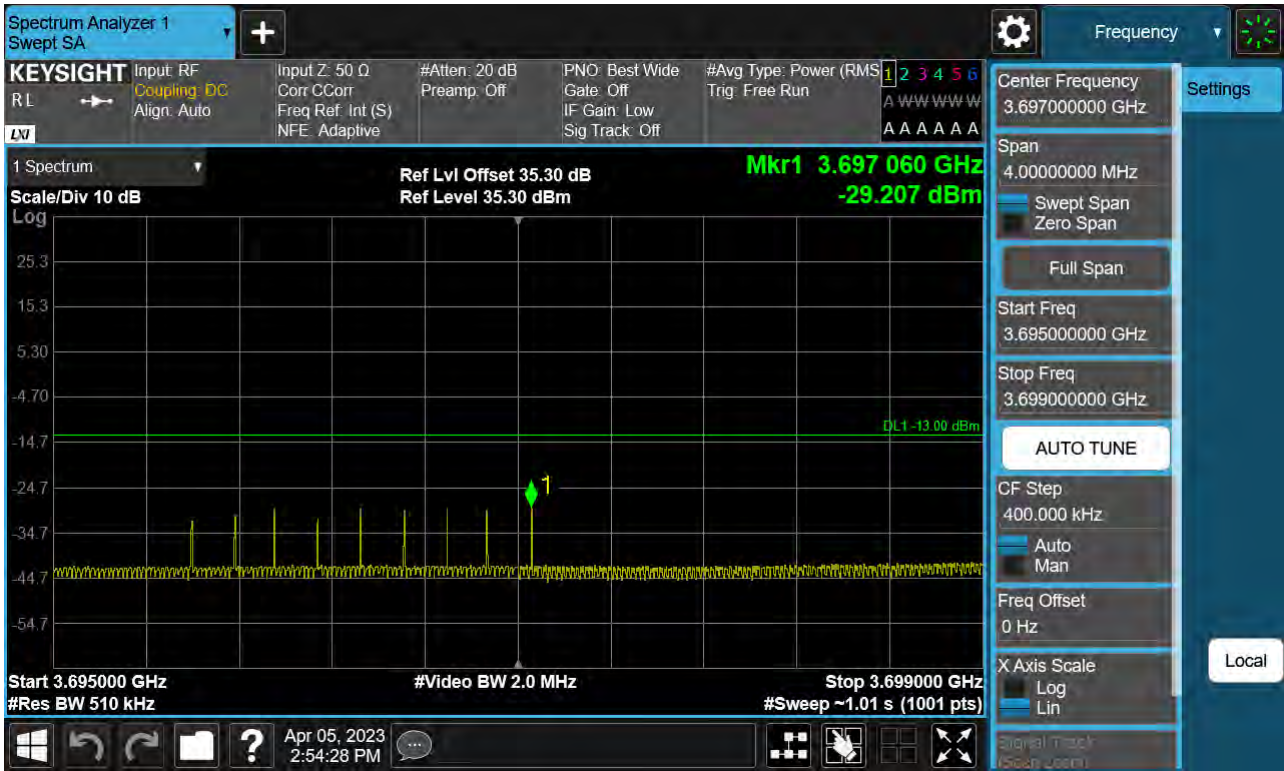 Spectrum Analyzer 1
Swept SA
+
Frequency
KEYSIGHT
RL
LXI
Input: RF
Coupling: DC
Align: Auto
Input Z: 50 Ω
Corr CCorr
Freq Ref: Int (S)
NFE: Adaptive
#Atten: 20 dB
Preamp: Off
PNO: Best Wide
Gate: Off
IF Gain: Low
Sig Track: Off
#Avg Type: Power (RMS
Trig: Free Run
1 2 3 4 5 6
A W W W W W
A A A A A A
1 Spectrum
Scale/Div 10 dB
Log
Ref Lvl Offset 35.30 dB
Ref Level 35.30 dBm
Mkr1 3.697 060 GHz
-29.207 dBm
25.3
15.3
5.30
-4.70
DL1 -13.00 dBm
-14.7
-24.7
1
-34.7
-44.7
-54.7
Start 3.695000 GHz
#Res BW 510 kHz
#Video BW 2.0 MHz
Stop 3.699000 GHz
#Sweep ~1.01 s (1001 pts)
Center Frequency
3.697000000 GHz
Settings
Span
4.00000000 MHz
Swept Span
Zero Span
Full Span
Start Freq
3.695000000 GHz
Stop Freq
3.699000000 GHz
AUTO TUNE
CF Step
400.000 kHz
Auto
Man
Freq Offset
0 Hz
X Axis Scale
Log
Lin
Local
Signal Track
(Span Zoom)
?
Apr 05, 2023
2:54:28 PM